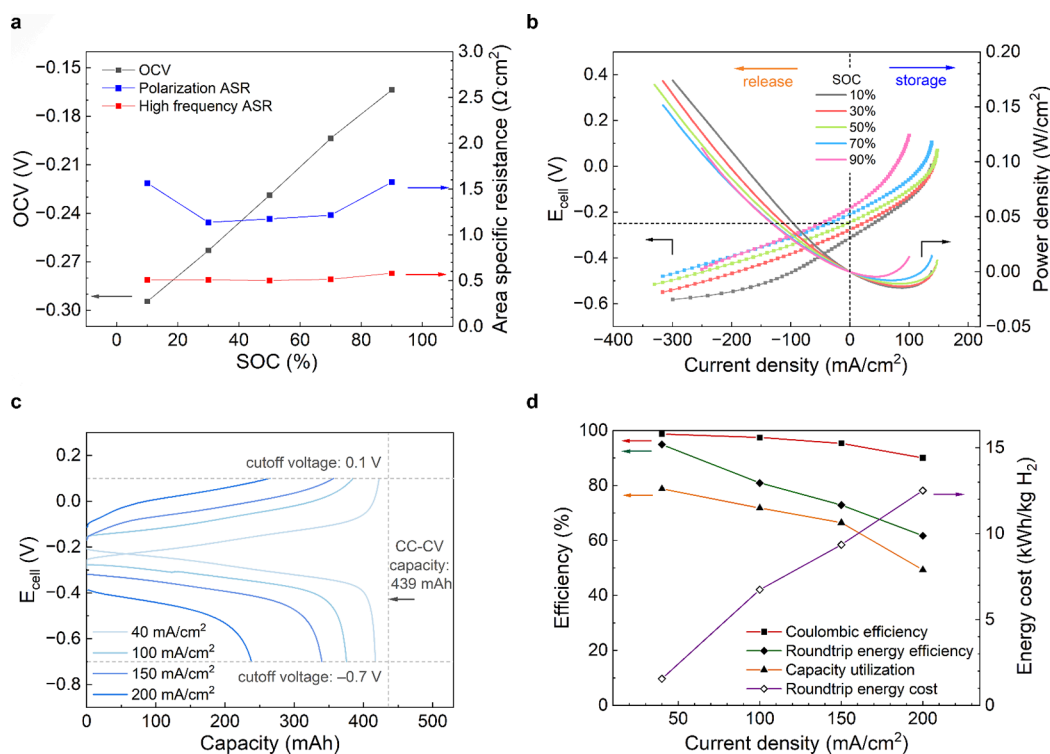 a
OCV
Polarization ASR
High frequency ASR
OCV (V)
−0.15
−0.18
−0.21
−0.24
−0.27
−0.30
0
20
40
60
80
100
SOC (%)
3.0
2.5
2.0
1.5
1.0
0.5
0.0
Area specific resistance (Ω·cm²)
b
release
SOC
storage
10%
30%
50%
70%
90%
E_cell (V)
0.4
0.2
0.0
−0.2
−0.4
−0.6
−400
−300
−200
−100
0
100
200
Current density (mA/cm²)
0.20
0.15
0.10
0.05
0.00
−0.05
Power density (W/cm²)
c
cutoff voltage: 0.1 V
CC-CV
capacity:
439 mAh
40 mA/cm²
100 mA/cm²
150 mA/cm²
200 mA/cm²
cutoff voltage: −0.7 V
E_cell (V)
0.2
0.0
−0.2
−0.4
−0.6
−0.8
0
100
200
300
400
500
Capacity (mAh)
d
Coulombic efficiency
Roundtrip energy efficiency
Capacity utilization
Roundtrip energy cost
Efficiency (%)
100
80
60
40
20
0
50
100
150
200
Current density (mA/cm²)
15
10
5
0
Energy cost (kWh/kg H₂)